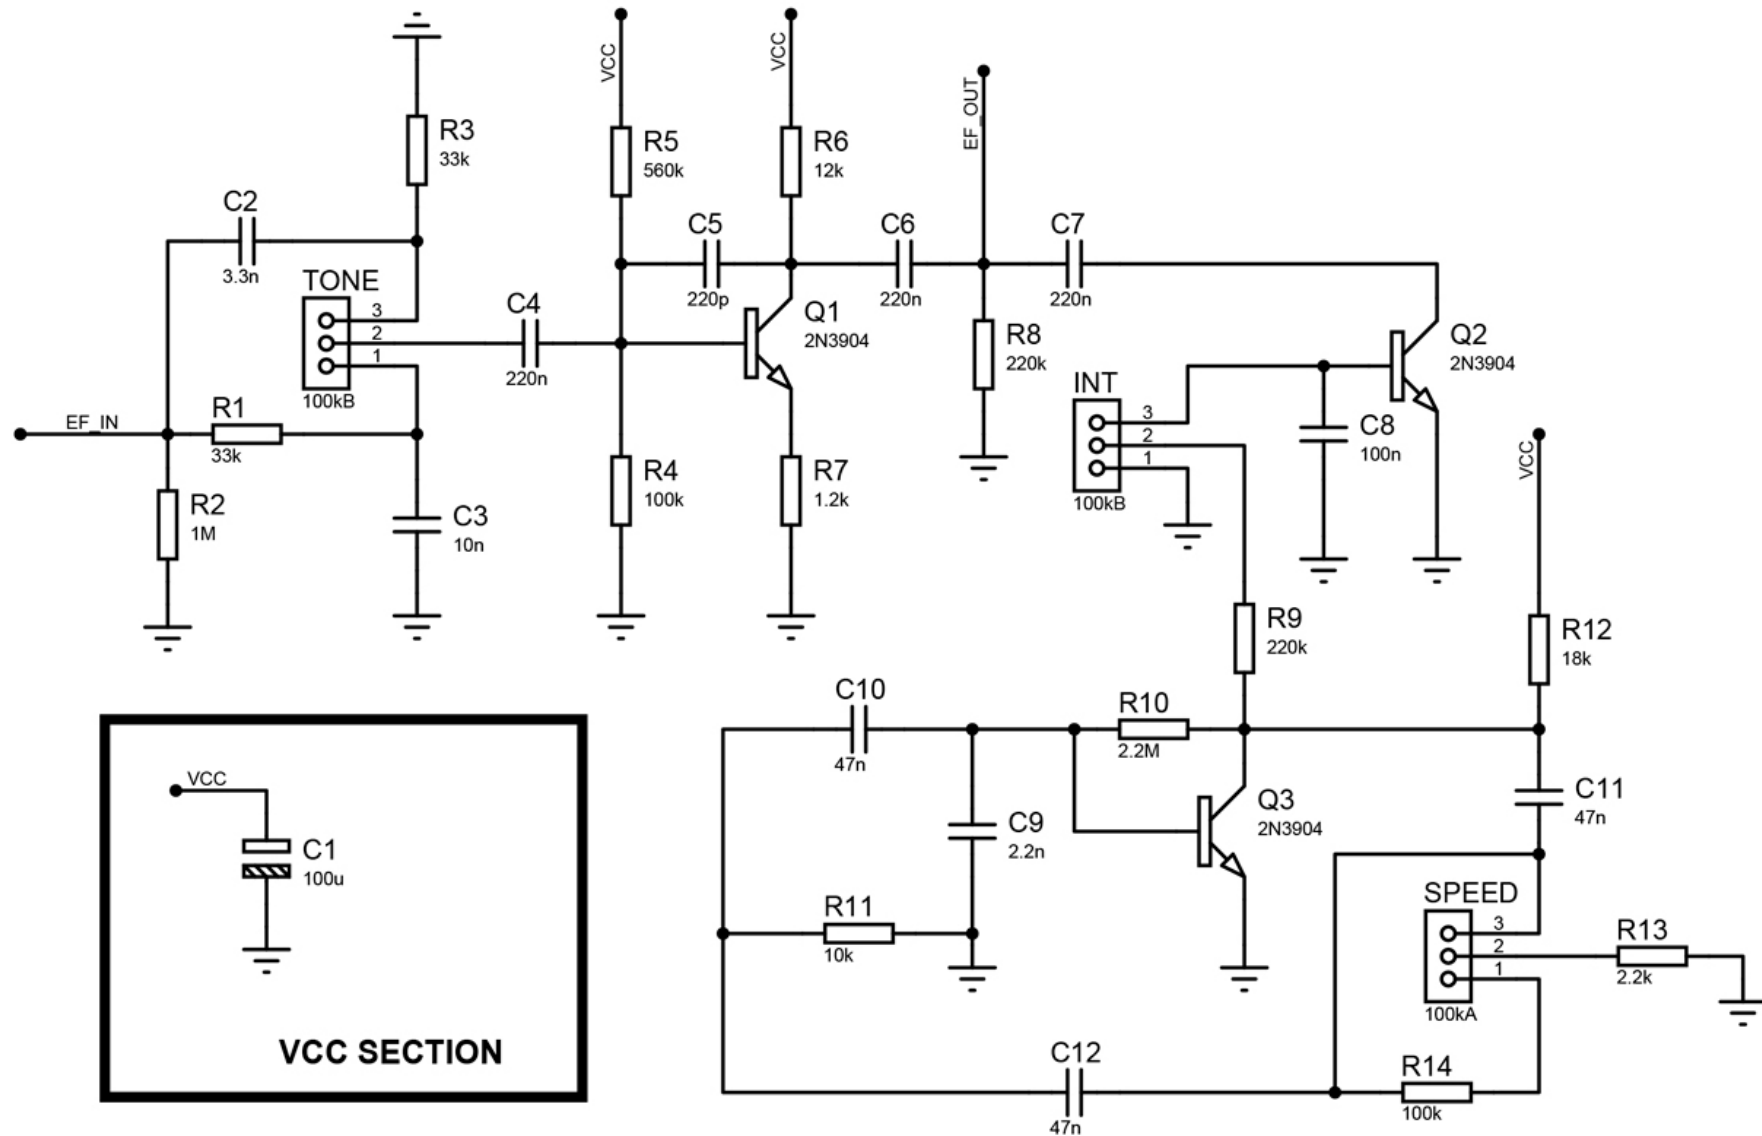 VCC
VCC
EF_OUT
R3
33k
R5
560k
R6
12k
C2
3.3n
C5
220p
C6
220n
C7
220n
TONE
3
2
1
100kB
C4
220n
Q1
2N3904
R8
220k
Q2
2N3904
INT
3
2
1
100kB
EF_IN
R1
33k
C8
100n
VCC
R2
1M
C3
10n
R4
100k
R7
1.2k
R9
220k
R12
18k
C10
47n
R10
2.2M
VCC
C1
100u
VCC SECTION
C9
2.2n
Q3
2N3904
C11
47n
R11
10k
SPEED
3
2
1
100kA
R13
2.2k
C12
47n
R14
100k